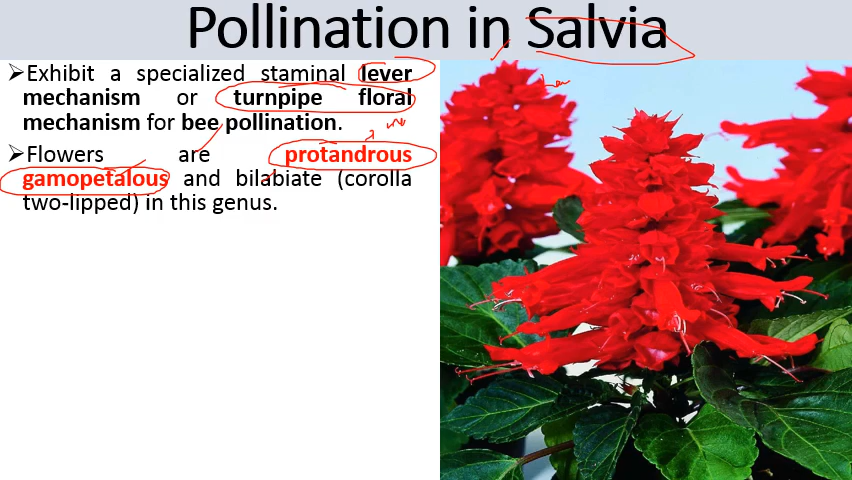 Pollination in Salvia
➢Exhibit a specialized staminal lever
mechanism or turnpipe floral
mechanism for bee pollination.
➢Flowers are protandrous
gamopetalous and bilabiate (corolla
two-lipped) in this genus.